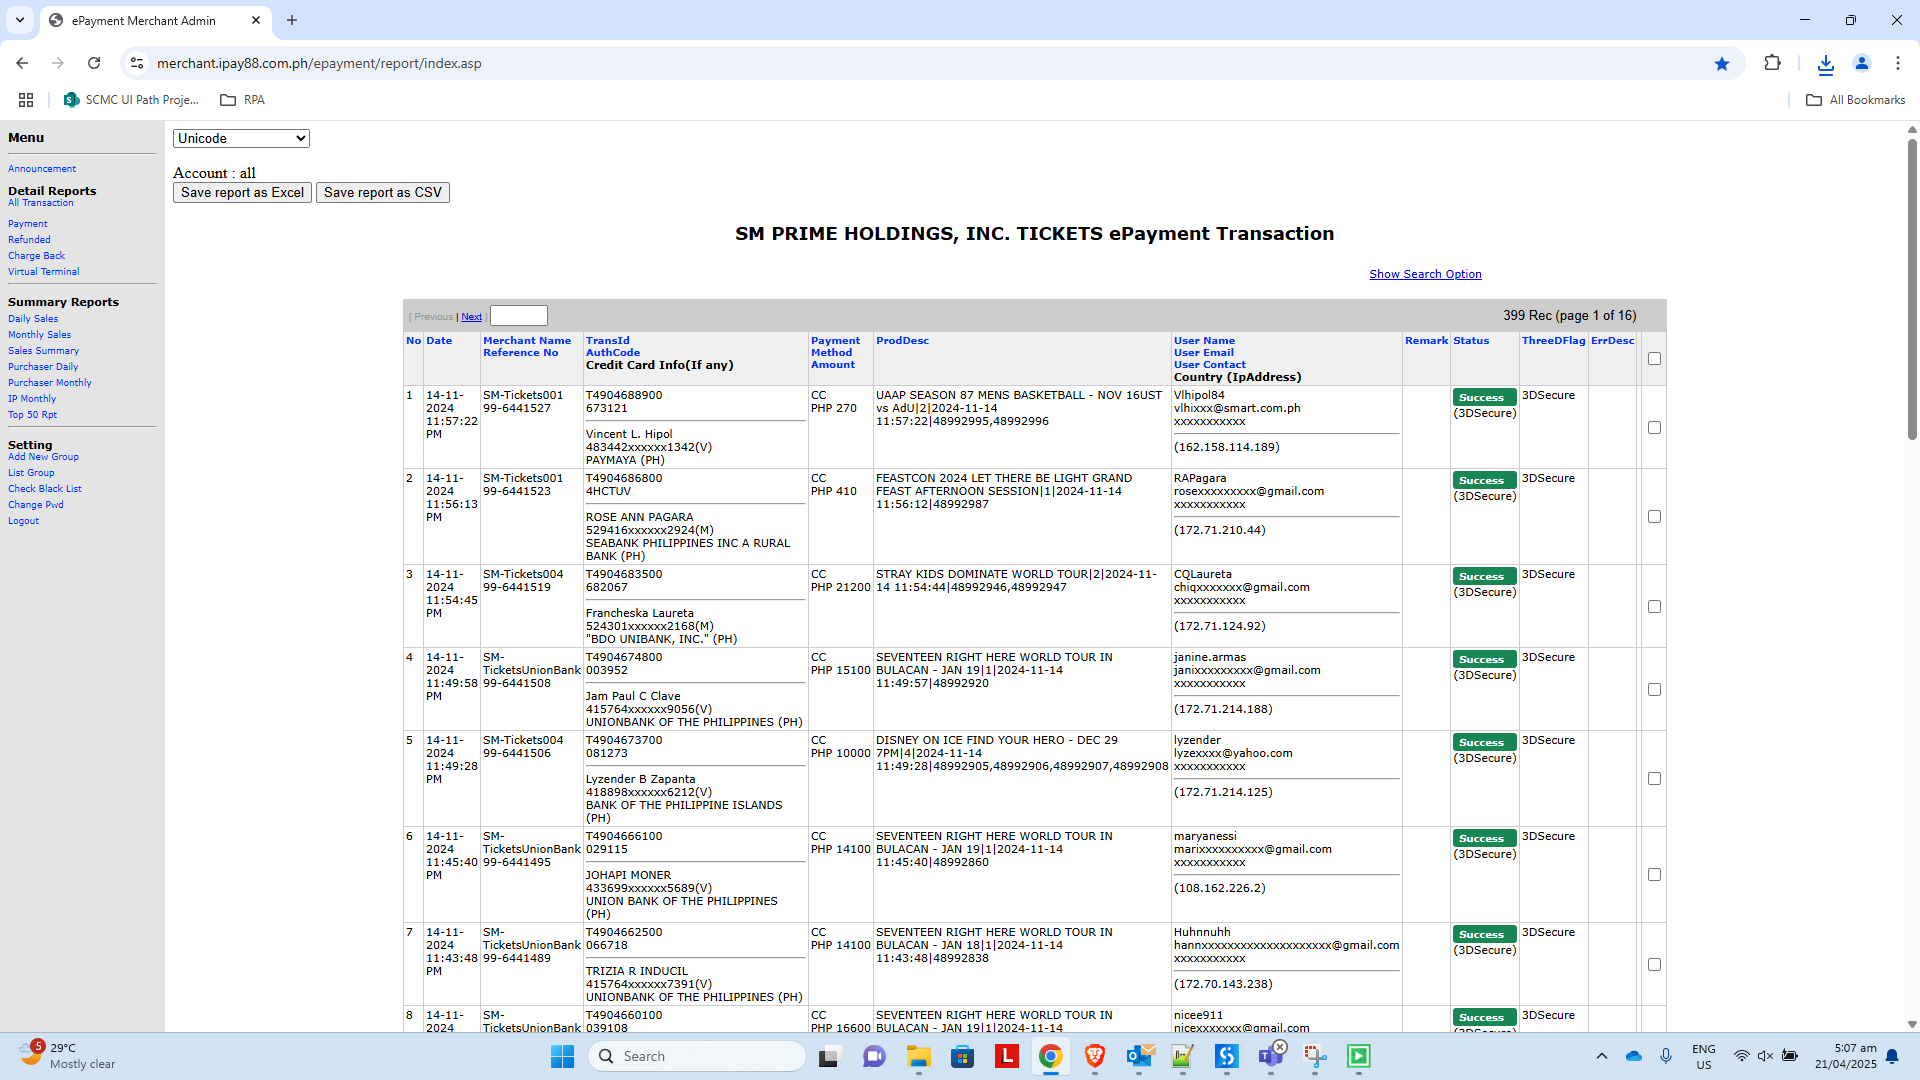 ePayment Merchant Admin
merchant.ipay88.com.ph/epayment/report/index.asp
SCMC UI Path Proje...
RPA
All Bookmarks
Menu
Announcement
Detail Reports
All Transaction
Payment
Refunded
Charge Back
Virtual Terminal
Summary Reports
Daily Sales
Monthly Sales
Sales Summary
Purchaser Daily
Purchaser Monthly
IP Monthly
Top 50 Rpt
Setting
Add New Group
List Group
Check Black List
Change Pwd
Logout
Unicode
Account : all
Save report as Excel
Save report as CSV
SM PRIME HOLDINGS, INC. TICKETS ePayment Transaction
Show Search Option
[ Previous | Next ]
399 Rec (page 1 of 16)
No
Date
Merchant Name
Reference No
TransId
AuthCode
Credit Card Info(If any)
Payment
Method
Amount
ProdDesc
User Name
User Email
User Contact
Country (IpAddress)
Remark
Status
ThreeDFlag
ErrDesc
1
14-11-
2024
11:57:22
PM
SM-Tickets001
99-6441527
T4904688900
673121
Vincent L. Hipol
483442xxxxxx1342(V)
PAYMAYA (PH)
CC
PHP 270
UAAP SEASON 87 MENS BASKETBALL - NOV 16UST
vs AdU|2|2024-11-14
11:57:22|48992995,48992996
Vlhipol84
vlhixxx@smart.com.ph
xxxxxxxxxxx
(162.158.114.189)
Success
(3DSecure)
3DSecure
2
14-11-
2024
11:56:13
PM
SM-Tickets001
99-6441523
T4904686800
4HCTUV
ROSE ANN PAGARA
529416xxxxxx2924(M)
SEABANK PHILIPPINES INC A RURAL
BANK (PH)
CC
PHP 410
FEASTCON 2024 LET THERE BE LIGHT GRAND
FEAST AFTERNOON SESSION|1|2024-11-14
11:56:12|48992987
RAPagara
rosexxxxxxxxx@gmail.com
xxxxxxxxxxx
(172.71.210.44)
Success
(3DSecure)
3DSecure
3
14-11-
2024
11:54:45
PM
SM-Tickets004
99-6441519
T4904683500
682067
Francheska Laureta
524301xxxxxx2168(M)
"BDO UNIBANK, INC." (PH)
CC
PHP 21200
STRAY KIDS DOMINATE WORLD TOUR|2|2024-11-
14 11:54:44|48992946,48992947
CQLaureta
chiqxxxxxxx@gmail.com
xxxxxxxxxxx
(172.71.124.92)
Success
(3DSecure)
3DSecure
4
14-11-
2024
11:49:58
PM
SM-
TicketsUnionBank
99-6441508
T4904674800
003952
Jam Paul C Clave
415764xxxxxx9056(V)
UNIONBANK OF THE PHILIPPINES (PH)
CC
PHP 15100
SEVENTEEN RIGHT HERE WORLD TOUR IN
BULACAN - JAN 19|1|2024-11-14
11:49:57|48992920
janine.armas
janixxxxxxxxx@gmail.com
xxxxxxxxxxx
(172.71.214.188)
Success
(3DSecure)
3DSecure
5
14-11-
2024
11:49:28
PM
SM-Tickets004
99-6441506
T4904673700
081273
Lyzender B Zapanta
418898xxxxxx6212(V)
BANK OF THE PHILIPPINE ISLANDS
(PH)
CC
PHP 10000
DISNEY ON ICE FIND YOUR HERO - DEC 29
7PM|4|2024-11-14
11:49:28|48992905,48992906,48992907,48992908
lyzender
lyzexxxx@yahoo.com
xxxxxxxxxxx
(172.71.214.125)
Success
(3DSecure)
3DSecure
6
14-11-
2024
11:45:40
PM
SM-
TicketsUnionBank
99-6441495
T4904666100
029115
JOHAPI MONER
433699xxxxxx5689(V)
UNION BANK OF THE PHILIPPINES
(PH)
CC
PHP 14100
SEVENTEEN RIGHT HERE WORLD TOUR IN
BULACAN - JAN 19|1|2024-11-14
11:45:40|48992860
maryanessi
marixxxxxxxxxx@gmail.com
xxxxxxxxxxx
(108.162.226.2)
Success
(3DSecure)
3DSecure
7
14-11-
2024
11:43:48
PM
SM-
TicketsUnionBank
99-6441489
T4904662500
066718
TRIZIA R INDUCIL
415764xxxxxx7391(V)
UNIONBANK OF THE PHILIPPINES (PH)
CC
PHP 14100
SEVENTEEN RIGHT HERE WORLD TOUR IN
BULACAN - JAN 18|1|2024-11-14
11:43:48|48992838
Huhnnuhh
hannxxxxxxxxxxxxxxxxxxxx@gmail.com
xxxxxxxxxxx
(172.70.143.238)
Success
(3DSecure)
3DSecure
8
14-11-
2024
SM-
TicketsUnionBank
T4904660100
039108
CC
PHP 16600
SEVENTEEN RIGHT HERE WORLD TOUR IN
BULACAN - JAN 19|1|2024-11-14
nicee911
nicexxxxxxx@gmail.com
Success
3DSecure
5
29°C
Mostly clear
Search
L
ENG
US
5:07 am
21/04/2025